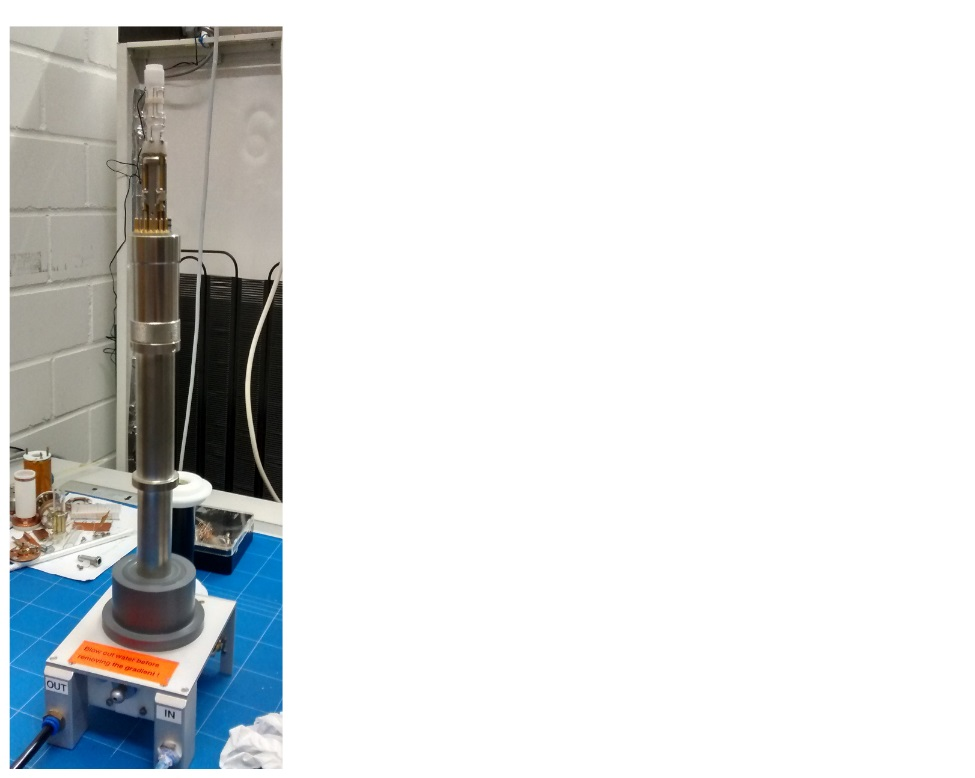 Blow out water before
removing the gradient !
OUT
IN